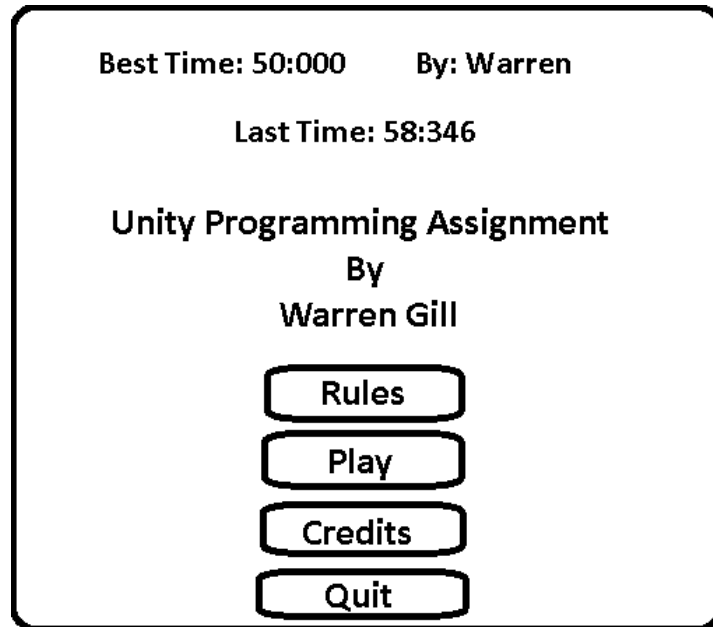 Best Time: 50:000 By: Warren
Last Time: 58:346
Unity Programming Assignment
By
Warren Gill
Rules
Play
Credits
Quit